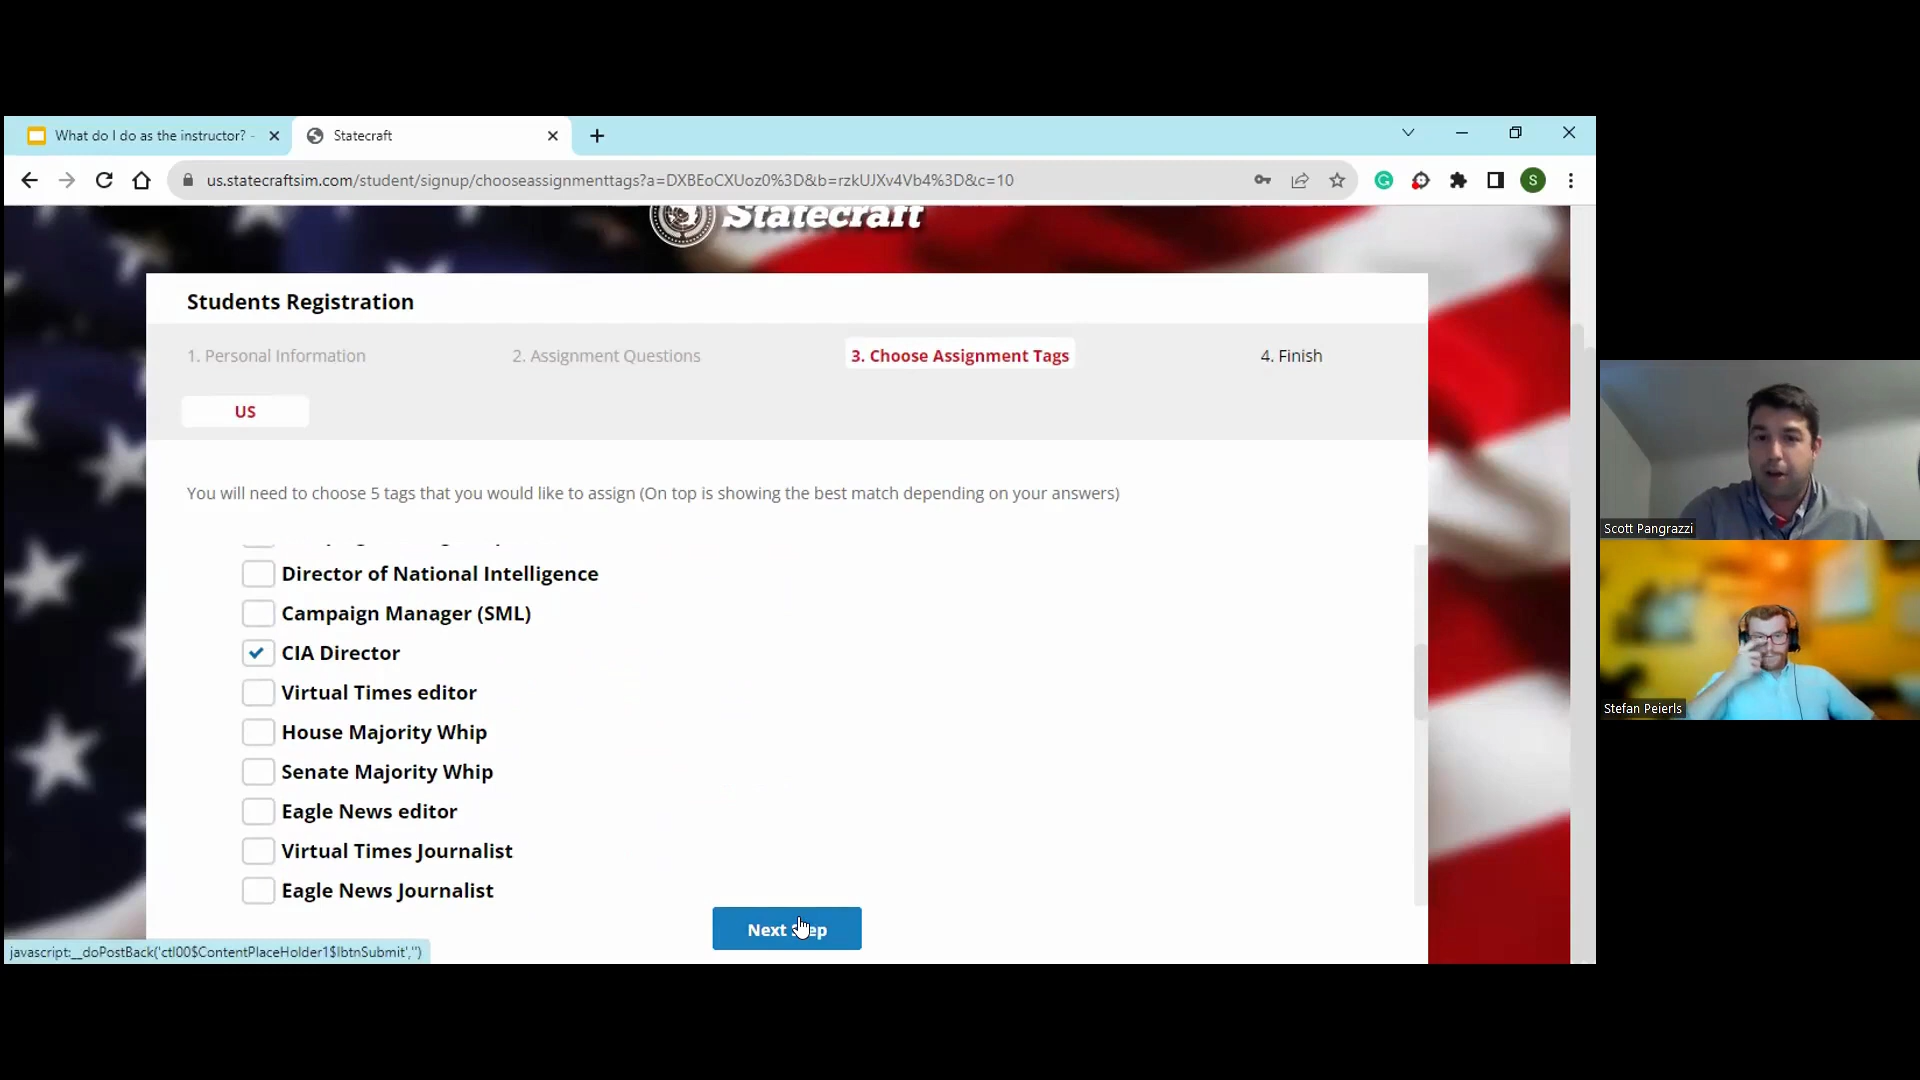 What do I do as the instructor? -
Statecraft
us.statecraftsim.com/student/signup/chooseassignmenttags?a=DXBEoCXUoz0%3D&b=rzkUJXv4Vb4%3D&c=10
S
Statecraft
Students Registration
1. Personal Information
2. Assignment Questions
3. Choose Assignment Tags
4. Finish
US
You will need to choose 5 tags that you would like to assign (On top is showing the best match depending on your answers)
Director of National Intelligence
Campaign Manager (SML)
CIA Director
Virtual Times editor
House Majority Whip
Senate Majority Whip
Eagle News editor
Virtual Times Journalist
Eagle News Journalist
Next Step
javascript:__doPostBack('ctl00$ContentPlaceHolder1$lbtnSubmit','')
Scott Pangrazzi
Stefan Peierls